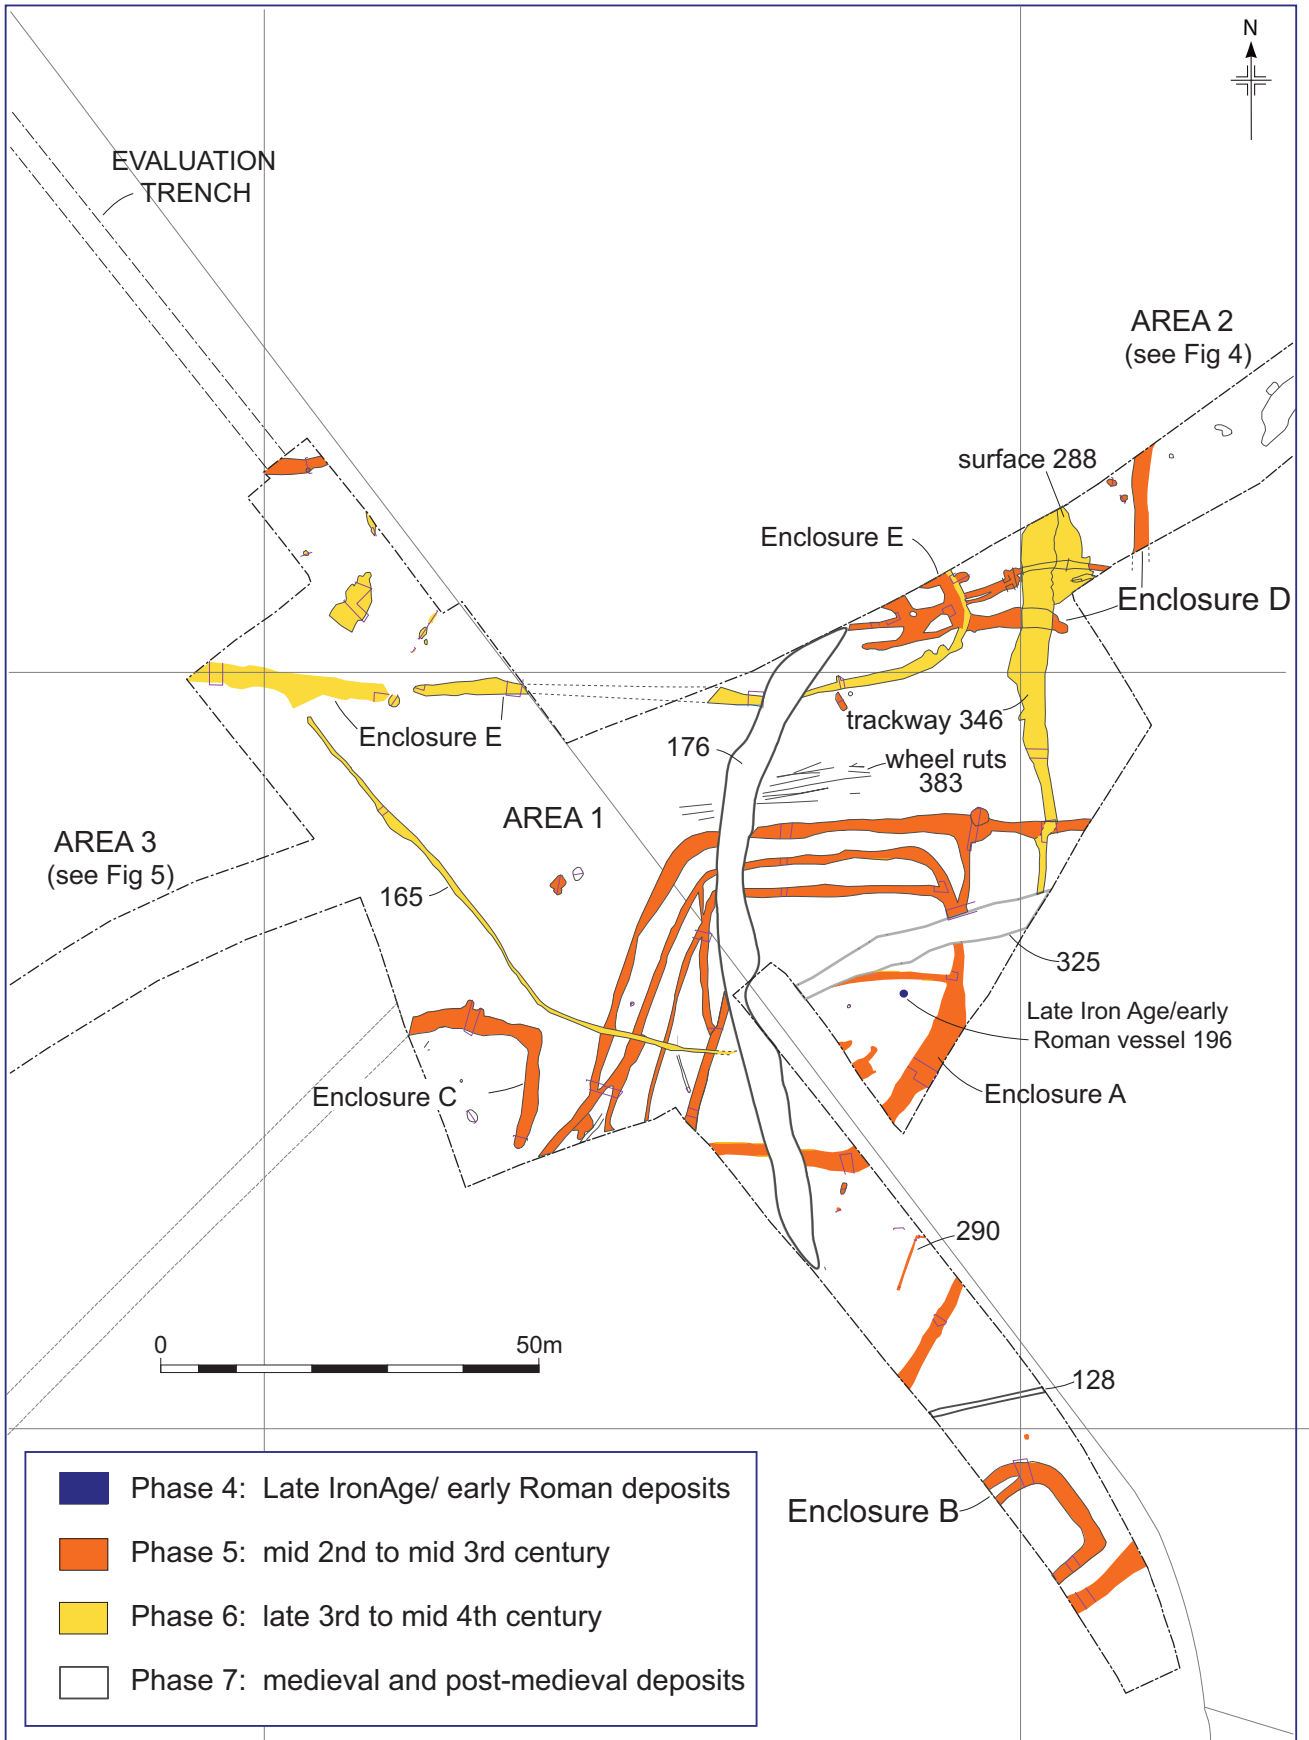 N
EVALUATION
TRENCH
AREA 2
(see Fig 4)
surface 288
Enclosure E
Enclosure D
trackway 346
Enclosure E
176
wheel ruts
383
AREA 1
AREA 3
(see Fig 5)
165
325
Late Iron Age/early
Roman vessel 196
Enclosure C
Enclosure A
290
0 50m
128
Enclosure B
Phase 4: Late IronAge/ early Roman deposits
Phase 5: mid 2nd to mid 3rd century
Phase 6: late 3rd to mid 4th century
Phase 7: medieval and post-medieval deposits